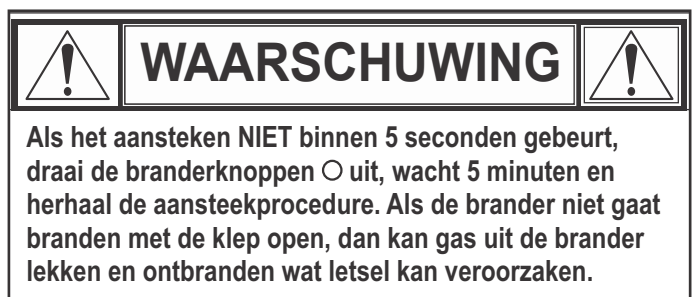 WAARSCHUWING
Als het aansteken NIET binnen 5 seconden gebeurt,
draai de branderknoppen O uit, wacht 5 minuten en
herhaal de aansteekprocedure. Als de brander niet gaat
branden met de klep open, dan kan gas uit de brander
lekken en ontbranden wat letsel kan veroorzaken.